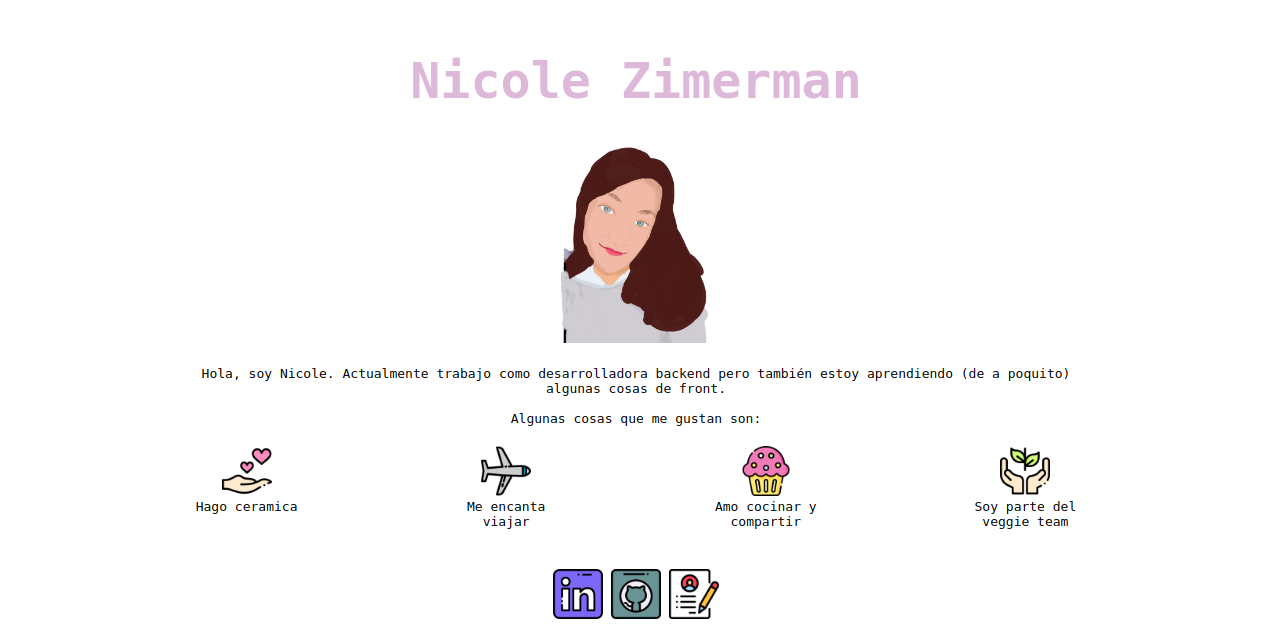 Nicole Zimerman
Hola, soy Nicole. Actualmente trabajo como desarrolladora backend pero también estoy aprendiendo (de a poquito)
algunas cosas de front.
Algunas cosas que me gustan son:
Hago ceramica
Me encanta
viajar
Amo cocinar y
compartir
Soy parte del
veggie team
in